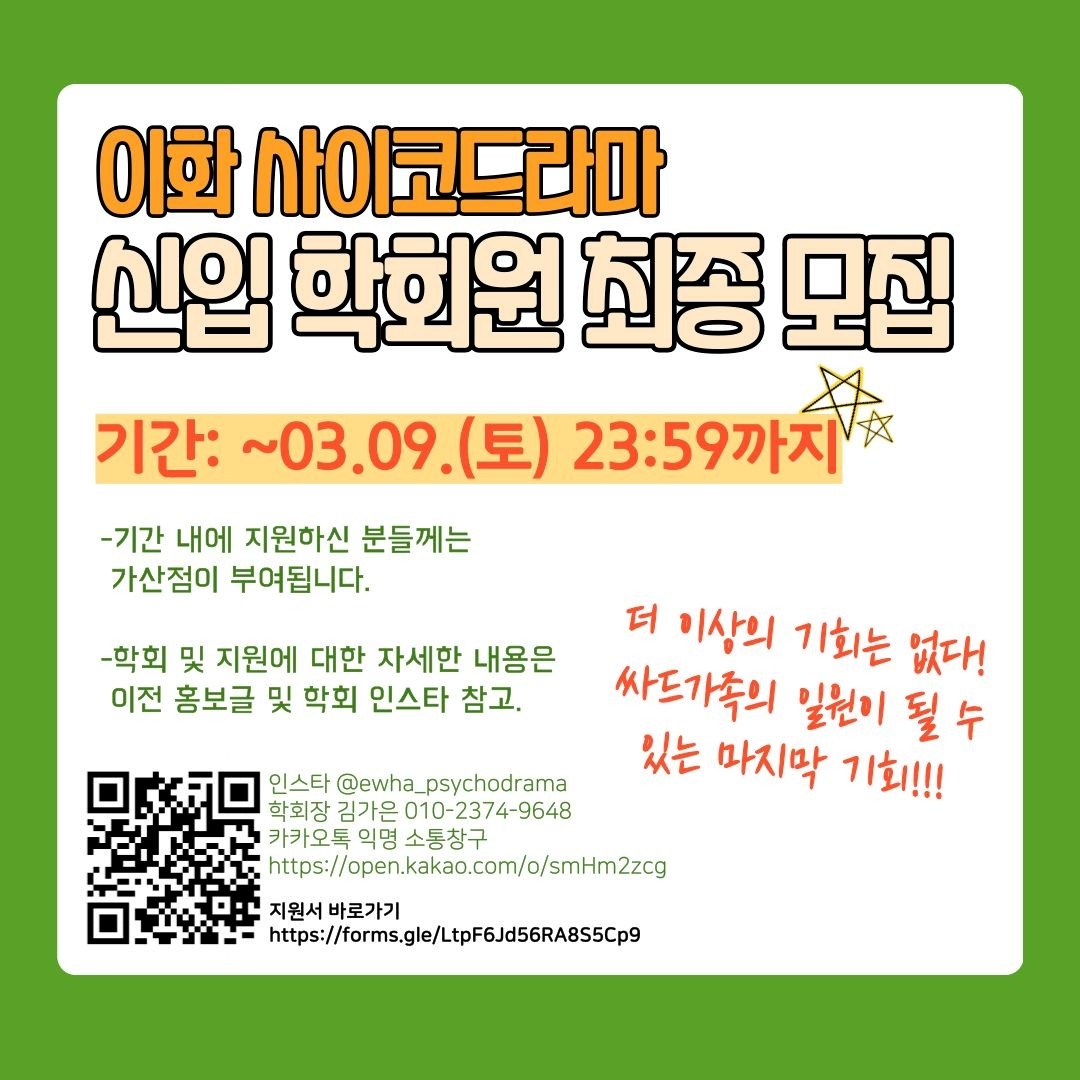 이화 사이코드라마
신입 학회원 최종 모집
기간: ~03.09.(토) 23:59까지
-기간 내에 지원하신 분들께는
가산점이 부여됩니다.
-학회 및 지원에 대한 자세한 내용은
이전 홍보글 및 학회 인스타 참고.
더 이상의 기회는 없다!
싸드가족의 일원이 될 수
있는 마지막 기회!!!
인스타 @ewha_psychodrama
학회장 김가은 010-2374-9648
카카오톡 익명 소통창구
https://open.kakao.com/o/smHm2zcg
지원서 바로가기
https://forms.gle/LtpF6Jd56RA8S5Cp9